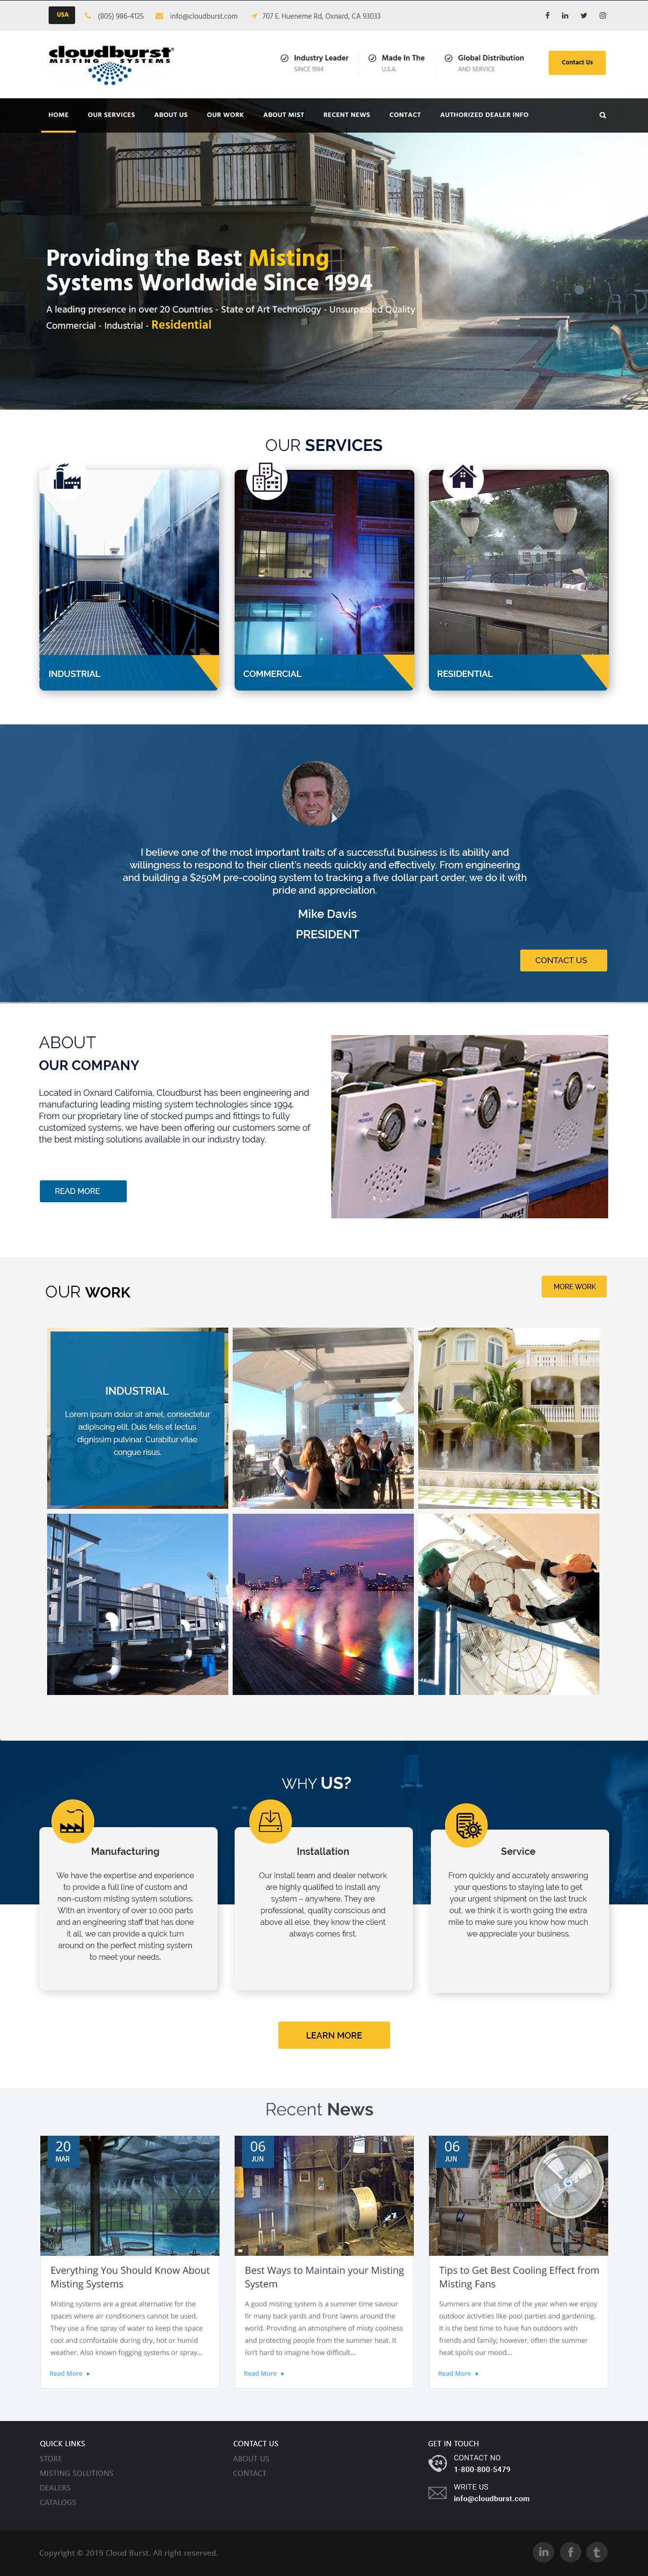 USA (805) 986-4125 info@cloudburst.com 707 E. Hueneme Rd, Oxnard, CA 93033
cloudburst
MISTING SYSTEMS
Industry Leader
SINCE 1994
Made In The
U.S.A.
Global Distribution
AND SERVICE
Contact Us
HOME OUR SERVICES ABOUT US OUR WORK ABOUT MIST RECENT NEWS CONTACT AUTHORIZED DEALER INFO
Providing the Best Misting
Systems Worldwide Since 1994
A leading presence in over 20 Countries - State of Art Technology - Unsurpassed Quality
Commercial - Industrial - Residential
OUR SERVICES
INDUSTRIAL
COMMERCIAL
RESIDENTIAL
I believe one of the most important traits of a successful business is its ability and
willingness to respond to their client's needs quickly and effectively. From engineering
and building a $250M pre-cooling system to tracking a five dollar part order, we do it with
pride and appreciation.
Mike Davis
PRESIDENT
CONTACT US
ABOUT
OUR COMPANY
Located in Oxnard California, Cloudburst has been engineering and
manufacturing leading misting system technologies since 1994.
From our proprietary line of stocked pumps and fittings to fully
customized systems, we have been offering our customers some of
the best misting solutions available in our industry today.
READ MORE
OUR WORK
MORE WORK
INDUSTRIAL
Lorem ipsum dolor sit amet, consectetur
adipiscing elit. Duis felis et lectus
dignissim pulvinar. Curabitur vitae
congue risus.
WHY US?
Manufacturing
We have the expertise and experience
to provide a full line of custom and
non-custom misting system solutions.
With an inventory of over 10,000 parts
and an engineering staff that has done
it all, we can provide a quick turn
around on the perfect misting system
to meet your needs.
Installation
Our install team and dealer network
are highly qualified to install any
system – anywhere. They are
professional, quality conscious and
above all else, they know the client
always comes first.
Service
From quickly and accurately answering
your questions to staying late to get
your urgent shipment on the last truck
out, we think it is worth going the extra
mile to make sure you know how much
we appreciate your business.
LEARN MORE
Recent News
20
MAR
Everything You Should Know About
Misting Systems
Misting systems are a great alternative for the
spaces where air conditioners cannot be used.
They use a fine spray of water to keep the space
cool and comfortable during dry, hot or humid
weather. Also known fogging systems or spray...
Read More
06
JUN
Best Ways to Maintain your Misting
System
A good misting system is a summer time saviour
fir many back yards and front lawns around the
world. Providing an atmosphere of misty coolness
and protecting people from the summer heat. It
isn't hard to imagine how difficult...
Read More
06
JUN
Tips to Get Best Cooling Effect from
Misting Fans
Summers are that time of the year when we enjoy
outdoor activities like pool parties and gardening.
It is the best time to have fun outdoors with
friends and family; however, often the summer
heat spoils our mood...
Read More
QUICK LINKS
STORE
MISTING SOLUTIONS
DEALERS
CATALOGS
CONTACT US
ABOUT US
CONTACT
GET IN TOUCH
24
CONTACT NO
1-800-800-5479
WRITE US
info@cloudburst.com
Copyright © 2019 Cloud Burst. All right reserved.